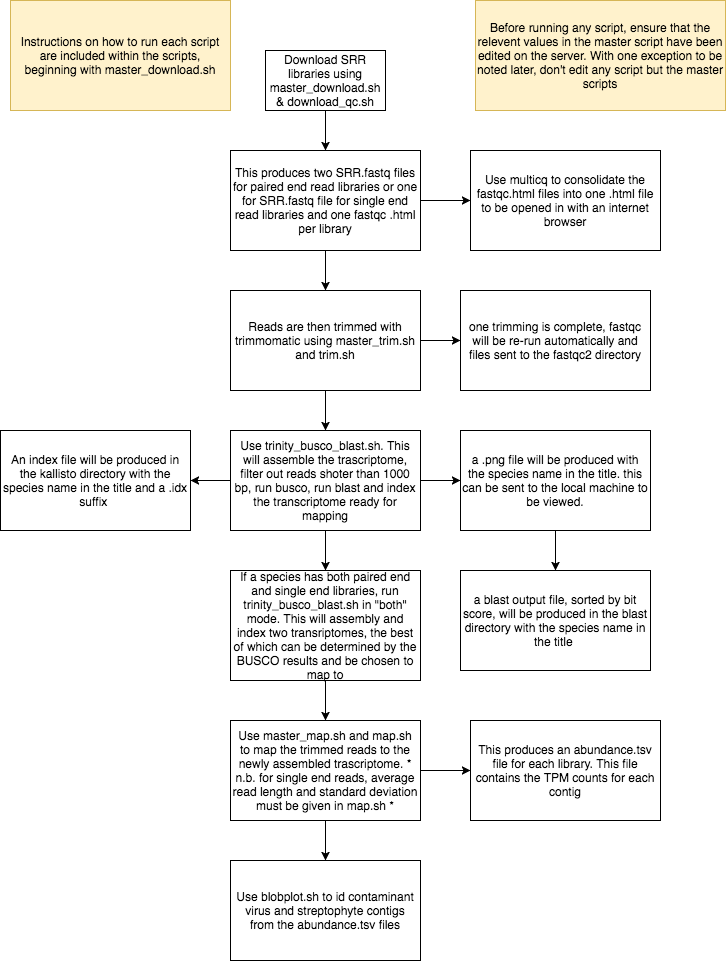 Instructions on how to run each script
are included within the scripts,
beginning with master_download.sh
Before running any script, ensure that the
relevent values in the master script have been
edited on the server. With one exception to be
noted later, don't edit any script but the master
scripts
Download SRR
libraries using
master_download.sh
& download_qc.sh
This produces two SRR.fastq files
for paired end read libraries or one
for SRR.fastq file for single end
read libraries and one fastqc .html
per library
Use multicq to consolidate the
fastqc.html files into one .html file
to be opened in with an internet
browser
Reads are then trimmed with
trimmomatic using master_trim.sh
and trim.sh
one trimming is complete, fastqc
will be re-run automatically and
files sent to the fastqc2 directory
An index file will be produced in
the kallisto directory with the
species name in the title and a .idx
suffix
Use trinity_busco_blast.sh. This
will assemble the trascriptome,
filter out reads shoter than 1000
bp, run busco, run blast and index
the transcriptome ready for
mapping
a .png file will be produced with
the species name in the title. this
can be sent to the local machine to
be viewed.
If a species has both paired end
and single end libraries, run
trinity_busco_blast.sh in "both"
mode. This will assembly and
index two transriptomes, the best
of which can be determined by the
BUSCO results and be chosen to
map to
a blast output file, sorted by bit
score, will be produced in the blast
directory with the species name in
the title
Use master_map.sh and map.sh
to map the trimmed reads to the
newly assembled trascriptome. *
n.b. for single end reads, average
read length and standard deviation
must be given in map.sh *
This produces an abundance.tsv
file for each library. This file
contains the TPM counts for each
contig
Use blobplot.sh to id contaminant
virus and streptophyte contigs
from the abundance.tsv files